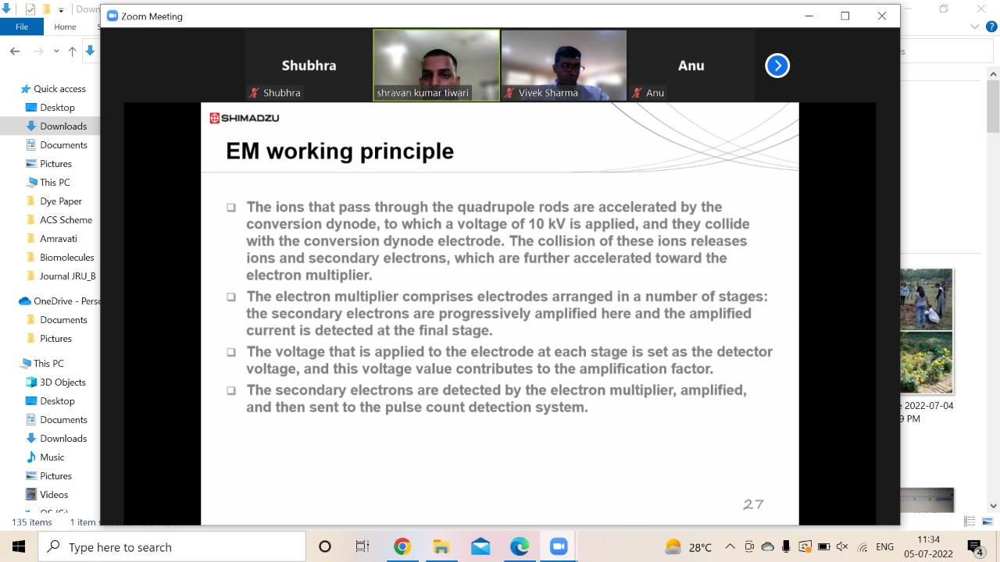 Down
Zoom Meeting
File
Home
Shubhra
Anu
Shubhra
shravan kumar tiwari
Vivek Sharma
Anu
SHIMADZU
EM working principle
The ions that pass through the quadrupole rods are accelerated by the
conversion dynode, to which a voltage of 10 kV is applied, and they collide
with the conversion dynode electrode. The collision of these ions releases
ions and secondary electrons, which are further accelerated toward the
electron multiplier.
The electron multiplier comprises electrodes arranged in a number of stages:
the secondary electrons are progressively amplified here and the amplified
current is detected at the final stage.
The voltage that is applied to the electrode at each stage is set as the detector
voltage, and this voltage value contributes to the amplification factor.
The secondary electrons are detected by the electron multiplier, amplified,
and then sent to the pulse count detection system.
27
Quick access
Desktop
Downloads
Documents
Pictures
This PC
Dye Paper
ACS Scheme
Amravati
Biomolecules
Journal JRU_B
OneDrive - Perso
Documents
Pictures
This PC
3D Objects
Desktop
Documents
Downloads
Music
Pictures
Videos
135 items
1 item
e 2022-07-04
9 PM
Type here to search
28°C
ENG
11:34
05-07-2022
4